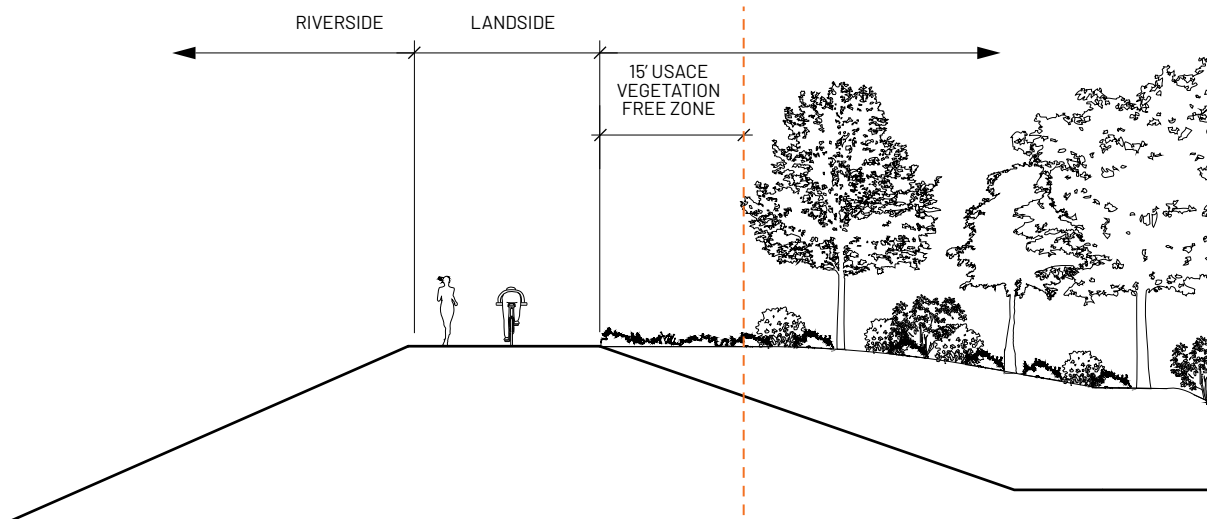 RIVERSIDE
LANDSIDE
15' USACE
VEGETATION
FREE ZONE